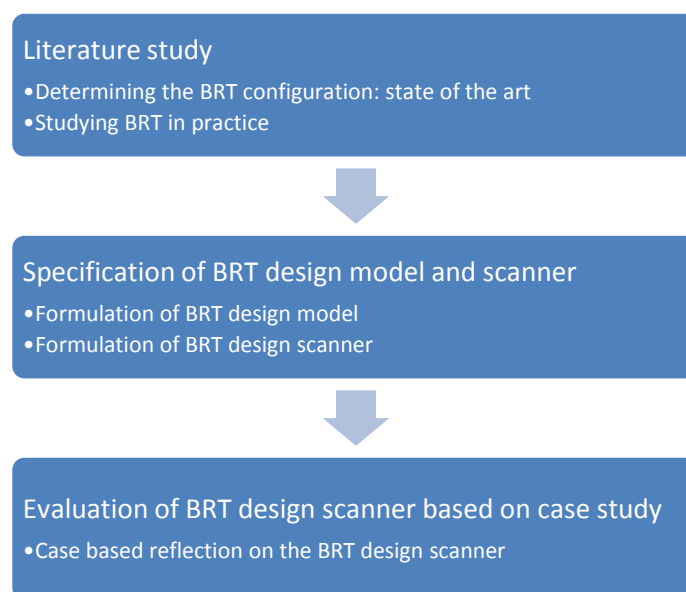 Literature study
•Determining the BRT configuration: state of the art
•Studying BRT in practice
Specification of BRT design model and scanner
•Formulation of BRT design model
•Formulation of BRT design scanner
Evaluation of BRT design scanner based on case study
•Case based reflection on the BRT design scanner